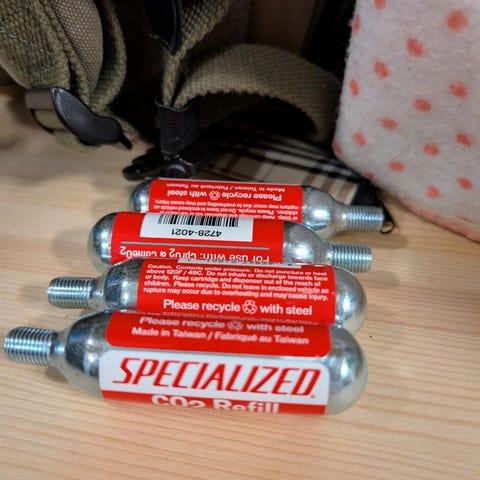 Please recycle with steel
Made in Taiwan / Fabriqué au Taiwan
4728-4021
For use with: CPRO2 & COMBO2
Caution. Contents under pressure. Do not puncture or heat
above 120F / 49C. Do not inhale or discharge towards face
or body. Keep cartridge and dispenser out of the reach of
children. Please recycle. Do not leave in enclosed vehicle as
rupture may occur due to overheating and may cause injury.
Please recycle with steel
Please recycle with steel
Made in Taiwan / Fabriqué au Taiwan
SPECIALIZED
CO2 Refill